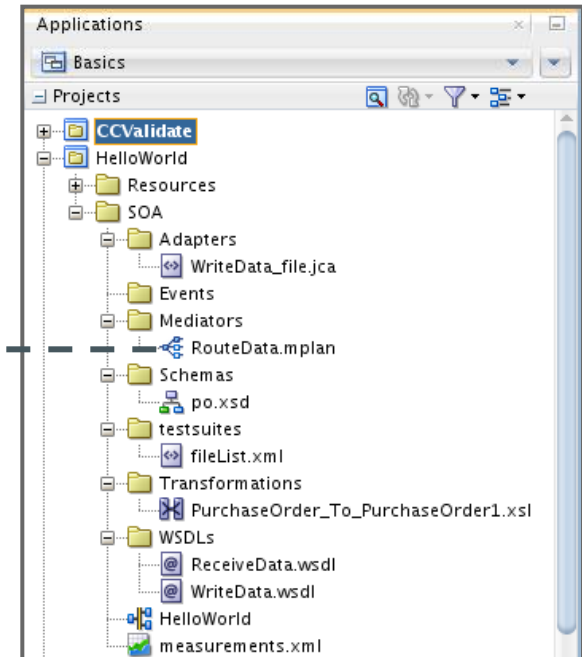 Applications
Basics
Projects
CCValidate
HelloWorld
Resources
SOA
Adapters
WriteData_file.jca
Events
Mediators
RouteData.mplan
Schemas
po.xsd
testsuites
fileList.xml
Transformations
PurchaseOrder_To_PurchaseOrder1.xsl
WSDLs
ReceiveData.wsdl
WriteData.wsdl
HelloWorld
measurements.xml